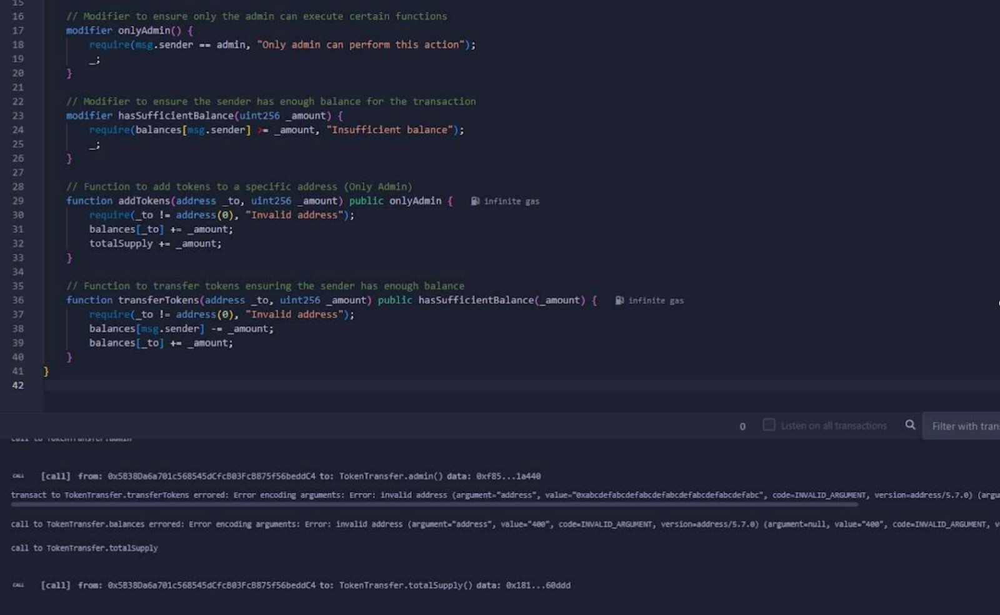 15
16 // Modifier to ensure only the admin can execute certain functions
17 modifier onlyAdmin() {
18 require(msg.sender == admin, "Only admin can perform this action");
19 _;
20 }
21
22 // Modifier to ensure the sender has enough balance for the transaction
23 modifier hasSufficientBalance(uint256 _amount) {
24 require(balances[msg.sender] >= _amount, "Insufficient balance");
25 _;
26 }
27
28 // Function to add tokens to a specific address (Only Admin)
29 function addTokens(address _to, uint256 _amount) public onlyAdmin { infinite gas
30 require(_to != address(0), "Invalid address");
31 balances[_to] += _amount;
32 totalSupply += _amount;
33 }
34
35 // Function to transfer tokens ensuring the sender has enough balance
36 function transferTokens(address _to, uint256 _amount) public hasSufficientBalance(_amount) { infinite gas
37 require(_to != address(0), "Invalid address");
38 balances[msg.sender] -= _amount;
39 balances[_to] += _amount;
40 }
41 }
42
0 Listen on all transactions Filter with tran
call to TokenTransfer.admin
CALL [call] from: 0x5B38Da6a701c568545dCfcB03FcB875f56beddC4 to: TokenTransfer.admin() data: 0xf85...1a440
transact to TokenTransfer.transferTokens errored: Error encoding arguments: Error: invalid address (argument="address", value="0xabcdefabcdefabcdefabcdefabcdefabcdefabc", code=INVALID_ARGUMENT, version=address/5.7.0) (argu
call to TokenTransfer.balances errored: Error encoding arguments: Error: invalid address (argument="address", value="400", code=INVALID_ARGUMENT, version=address/5.7.0) (argument=null, value="400", code=INVALID_ARGUMENT, v
call to TokenTransfer.totalSupply
CALL [call] from: 0x5B38Da6a701c568545dCfcB03FcB875f56beddC4 to: TokenTransfer.totalSupply() data: 0x181...60ddd